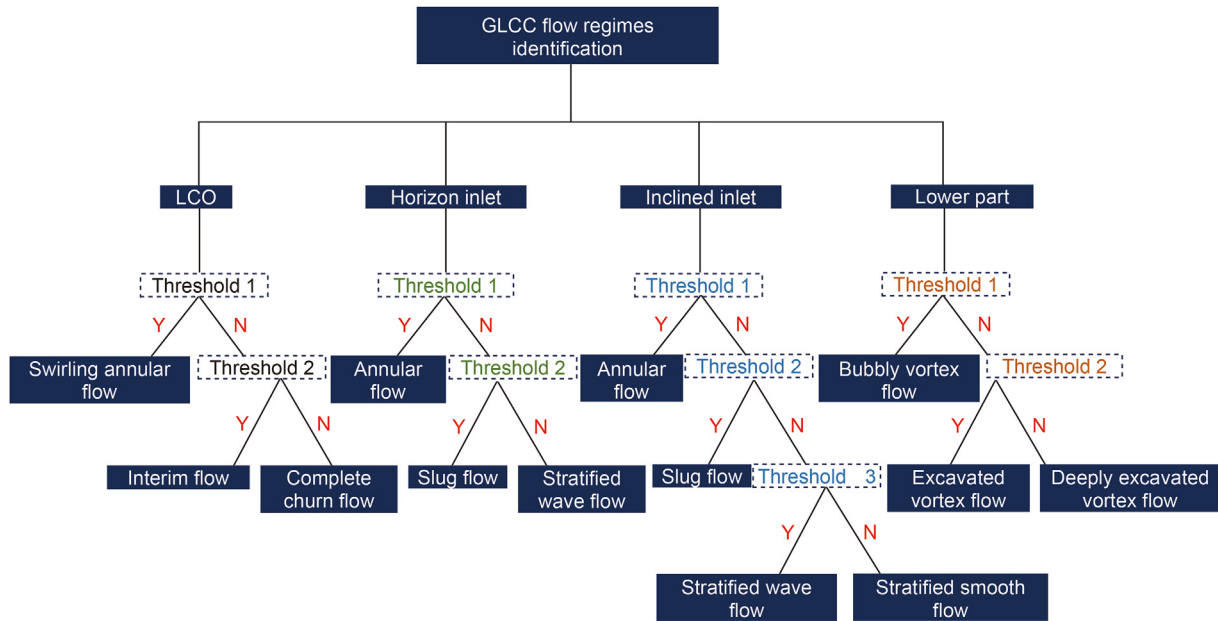 GLCC flow regimes
identification
LCO
Horizon inlet
Inclined inlet
Lower part
Threshold 1
Threshold 1
Threshold 1
Threshold 1
Y
N
Y
N
Y
N
Y
N
Swirling annular
flow
Threshold 2
Annular
flow
Threshold 2
Annular
flow
Threshold 2
Bubbly vortex
flow
Threshold 2
Y
N
Y
N
Y
N
Y
N
Interim flow
Complete
churn flow
Slug flow
Stratified
wave flow
Slug flow
Threshold 3
Excavated
vortex flow
Deeply excavated
vortex flow
Y
N
Stratified wave
flow
Stratified smooth
flow